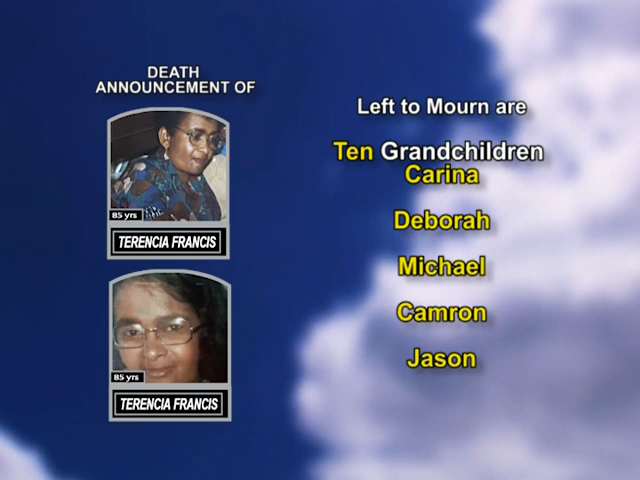 DEATH
ANNOUNCEMENT OF
85 yrs
TERENCIA FRANCIS
85 yrs
TERENCIA FRANCIS
Left to Mourn are
Ten Grandchildren
Carina
Deborah
Michael
Camron
Jason